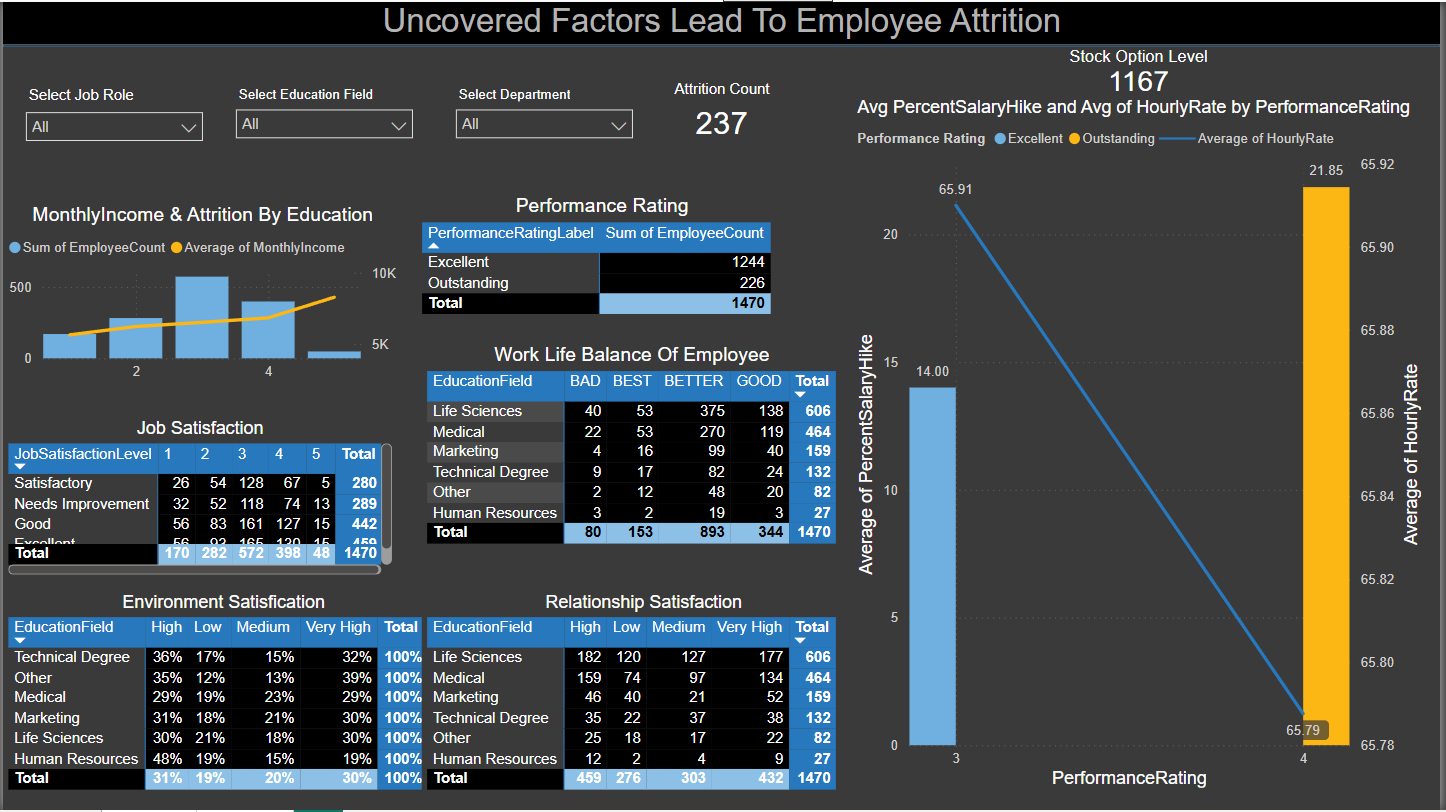 Uncovered Factors Lead To Employee Attrition
Select Job Role
All
Select Education Field
All
Select Department
All
Attrition Count
237
Stock Option Level
1167
MonthlyIncome & Attrition By Education
Sum of EmployeeCount Average of MonthlyIncome
500
0
10K
5K
2 4
Performance Rating
PerformanceRatingLabel Sum of EmployeeCount
Excellent 1244
Outstanding 226
Total 1470
Job Satisfaction
JobSatisfactionLevel 1 2 3 4 5 Total
Satisfactory 26 54 128 67 5 280
Needs Improvement 32 52 118 74 13 289
Good 56 83 161 127 15 442
Excellent 56 93 165 130 15 459
Total 170 282 572 398 48 1470
Work Life Balance Of Employee
EducationField BAD BEST BETTER GOOD Total
Life Sciences 40 53 375 138 606
Medical 22 53 270 119 464
Marketing 4 16 99 40 159
Technical Degree 9 17 82 24 132
Other 2 12 48 20 82
Human Resources 3 2 19 3 27
Total 80 153 893 344 1470
Environment Satisfication
EducationField High Low Medium Very High Total
Technical Degree 36% 17% 15% 32% 100%
Other 35% 12% 13% 39% 100%
Medical 29% 19% 23% 29% 100%
Marketing 31% 18% 21% 30% 100%
Life Sciences 30% 21% 18% 30% 100%
Human Resources 48% 19% 15% 19% 100%
Total 31% 19% 20% 30% 100%
Relationship Satisfaction
EducationField High Low Medium Very High Total
Life Sciences 182 120 127 177 606
Medical 159 74 97 134 464
Marketing 46 40 21 52 159
Technical Degree 35 22 37 38 132
Other 25 18 17 22 82
Human Resources 12 2 4 9 27
Total 459 276 303 432 1470
Avg PercentSalaryHike and Avg of HourlyRate by PerformanceRating
Performance Rating Excellent Outstanding Average of HourlyRate
Average of PercentSalaryHike
20
15
10
5
0
65.91
14.00
21.85
65.79
65.92
65.90
65.88
65.86
65.84
65.82
65.80
65.78
Average of HourlyRate
3 4
PerformanceRating